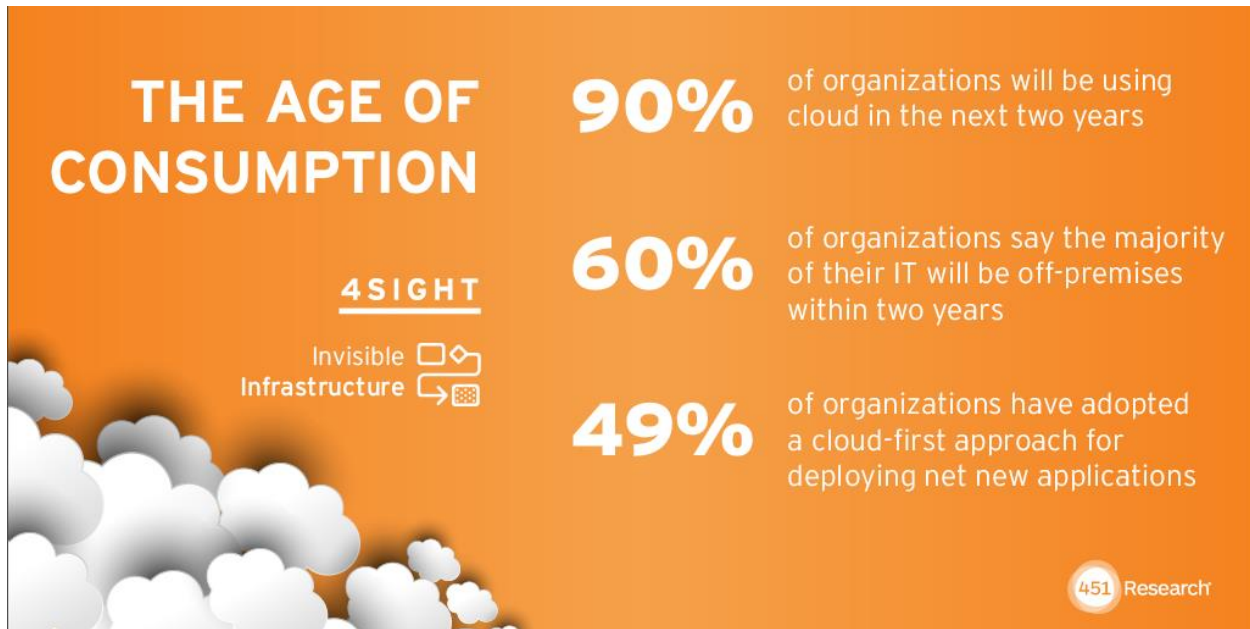 THE AGE OF
CONSUMPTION
4SIGHT
Invisible
Infrastructure
90%
of organizations will be using
cloud in the next two years
60%
of organizations say the majority
of their IT will be off-premises
within two years
49%
of organizations have adopted
a cloud-first approach for
deploying net new applications
451 Research